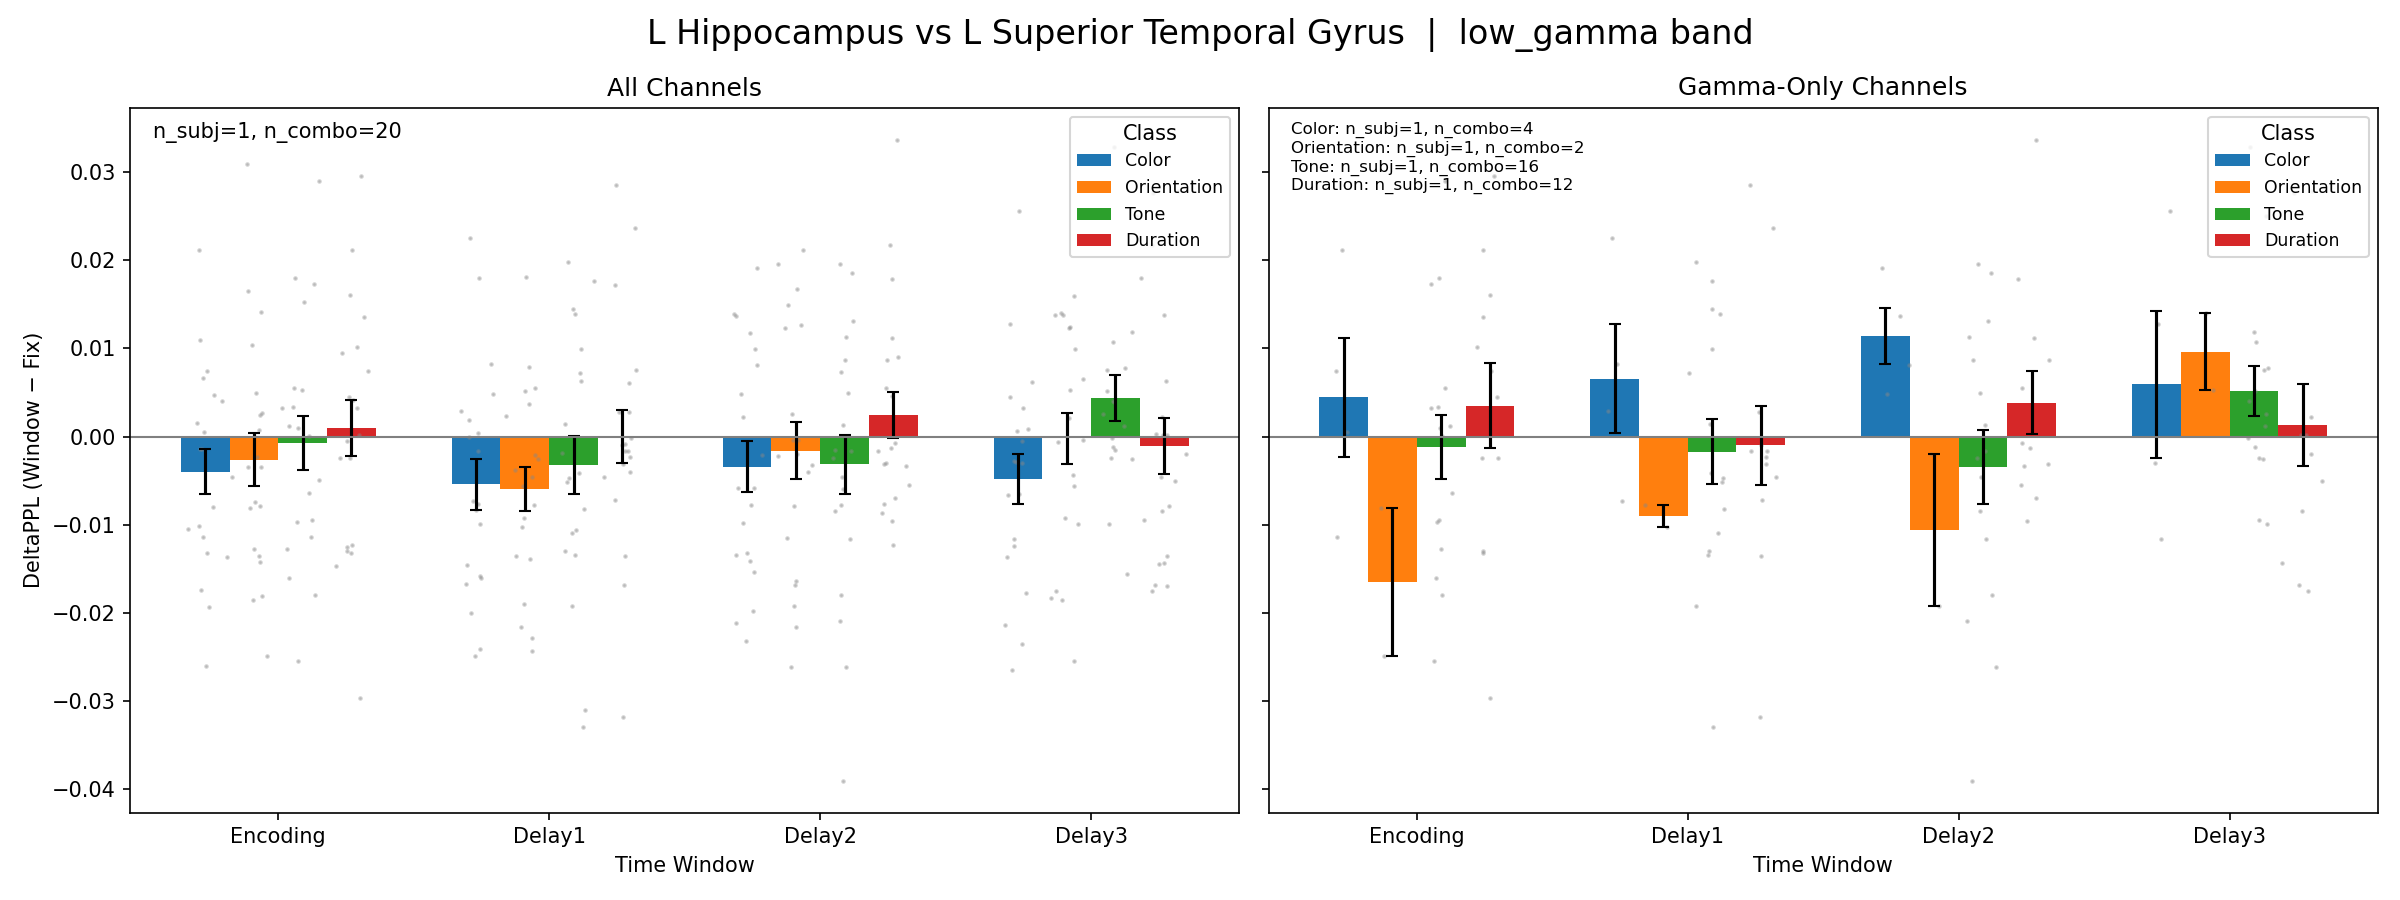 L Hippocampus vs L Superior Temporal Gyrus | low_gamma band
All Channels
n_subj=1, n_combo=20
Class
Color
Orientation
Tone
Duration
0.03
0.02
0.01
0.00
−0.01
−0.02
−0.03
−0.04
DeltaPPL (Window − Fix)
Encoding
Delay1
Delay2
Delay3
Time Window
Gamma-Only Channels
Color: n_subj=1, n_combo=4
Orientation: n_subj=1, n_combo=2
Tone: n_subj=1, n_combo=16
Duration: n_subj=1, n_combo=12
Class
Color
Orientation
Tone
Duration
Encoding
Delay1
Delay2
Delay3
Time Window